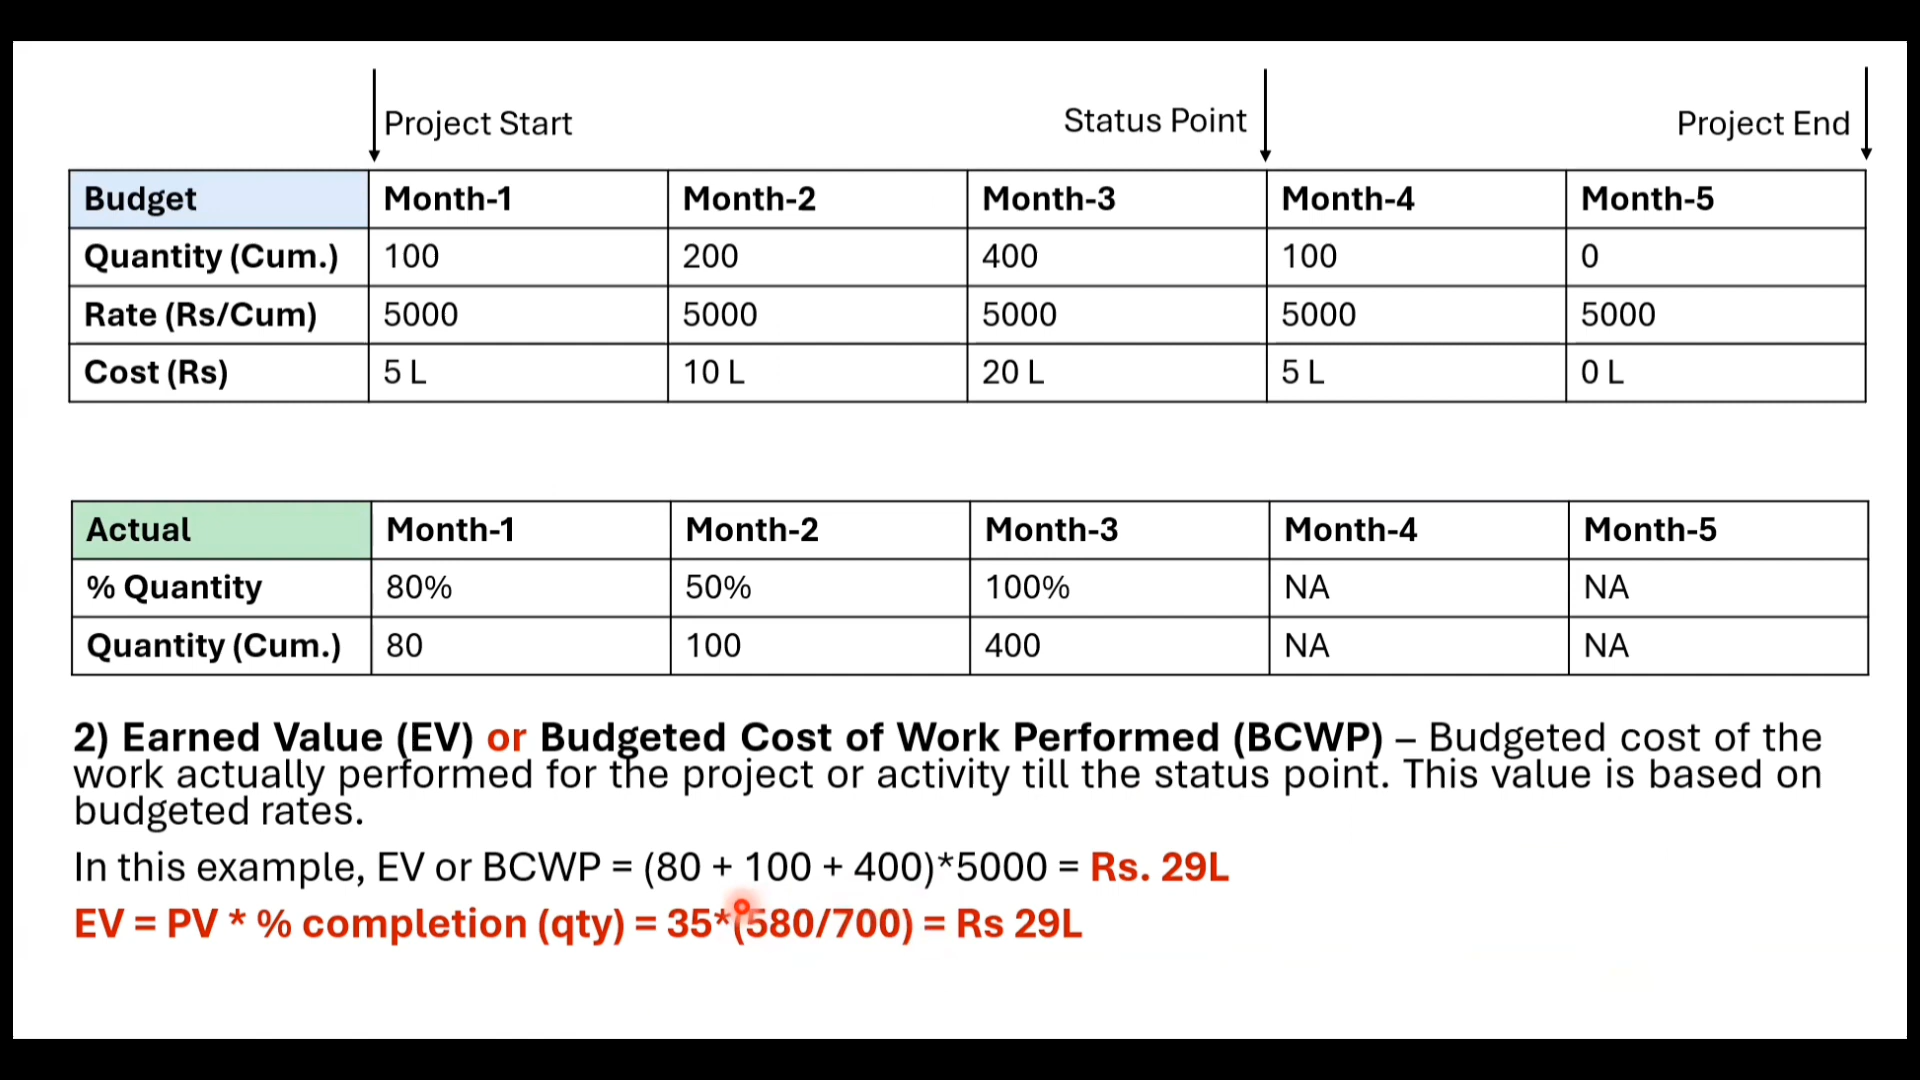 Project Start
Status Point
Project End
Budget Month-1 Month-2 Month-3 Month-4 Month-5
Quantity (Cum.) 100 200 400 100 0
Rate (Rs/Cum) 5000 5000 5000 5000 5000
Cost (Rs) 5 L 10 L 20 L 5 L 0 L
Actual Month-1 Month-2 Month-3 Month-4 Month-5
% Quantity 80% 50% 100% NA NA
Quantity (Cum.) 80 100 400 NA NA
2) Earned Value (EV) or Budgeted Cost of Work Performed (BCWP) – Budgeted cost of the
work actually performed for the project or activity till the status point. This value is based on
budgeted rates.
In this example, EV or BCWP = (80 + 100 + 400)*5000 = Rs. 29L
EV = PV * % completion (qty) = 35*(580/700) = Rs 29L